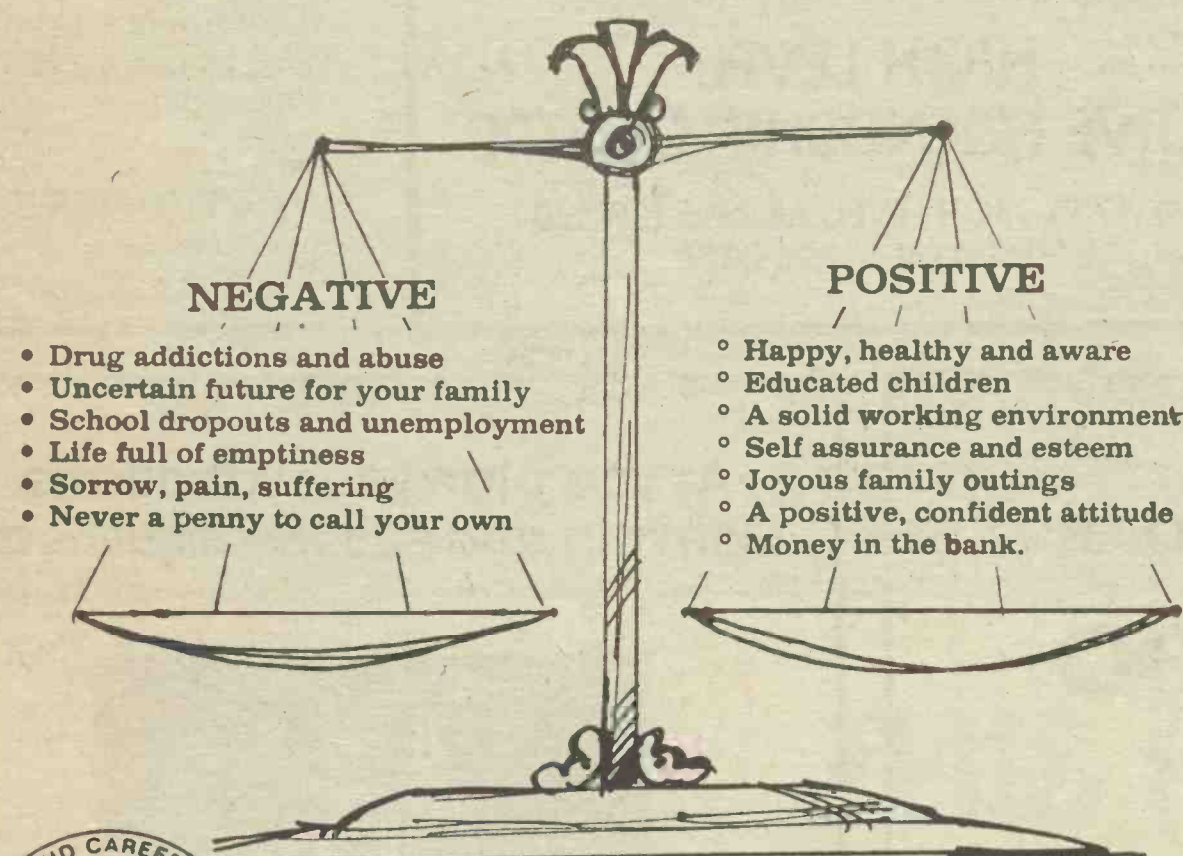 NEGATIVE
• Drug addictions and abuse
• Uncertain future for your family
• School dropouts and unemployment
• Life full of emptiness
• Sorrow, pain, suffering
• Never a penny to call your own
POSITIVE
° Happy, healthy and aware
° Educated children
° A solid working environment
° Self assurance and esteem
° Joyous family outings
° A positive, confident attitude
° Money in the bank.